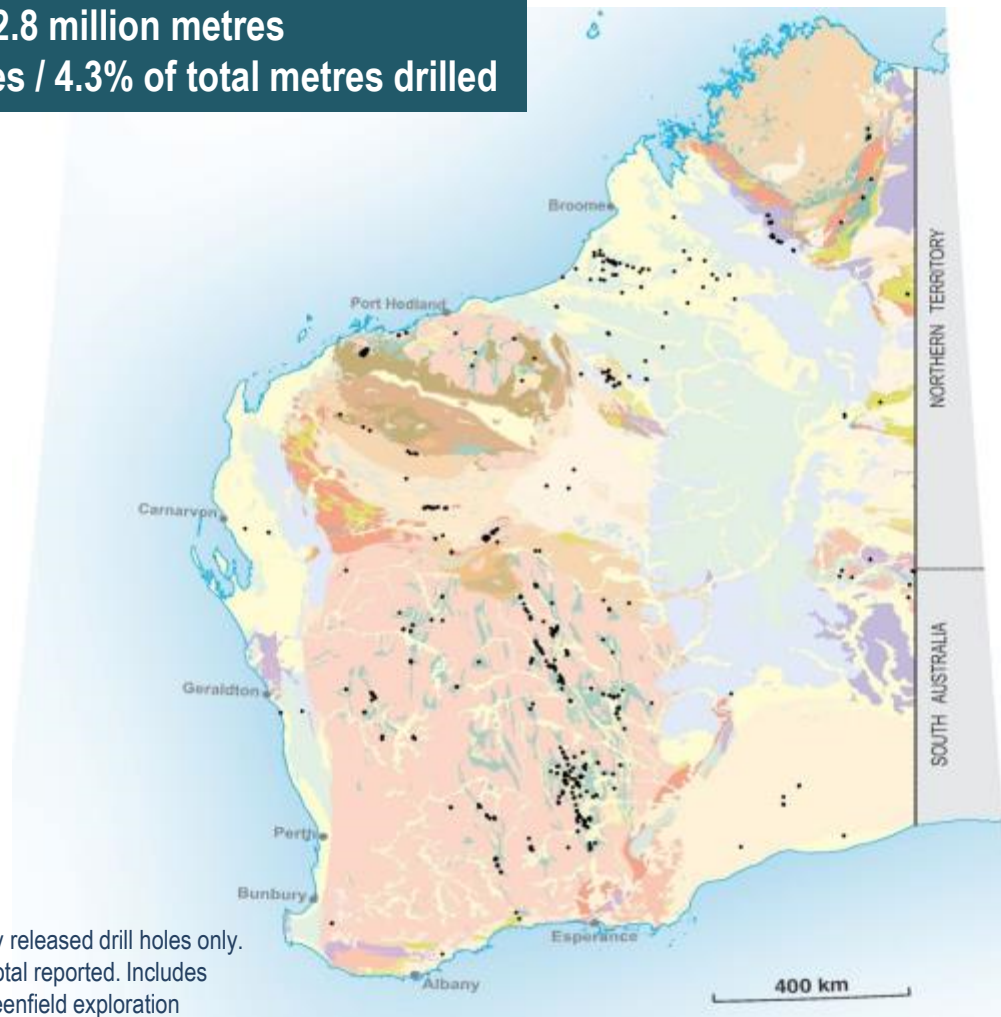 2.8 million metres
es / 4.3% of total metres drilled
Broome
Port Hedland
NORTHERN TERRITORY
Carnarvon
SOUTH AUSTRALIA
Geraldton
Perth
Bunbury
Esperance
Albany
y released drill holes only.
otal reported. Includes
eenfield exploration
400 km